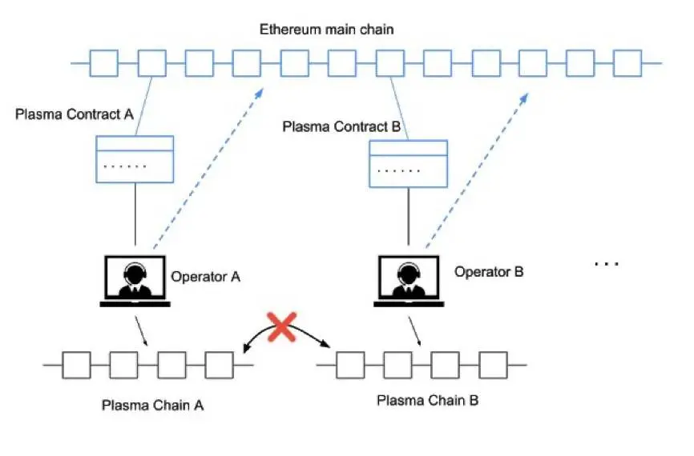 Ethereum main chain
Plasma Contract A
Plasma Contract B
. . . . . .
. . . . . .
Operator A
Operator B
. . .
Plasma Chain A
Plasma Chain B